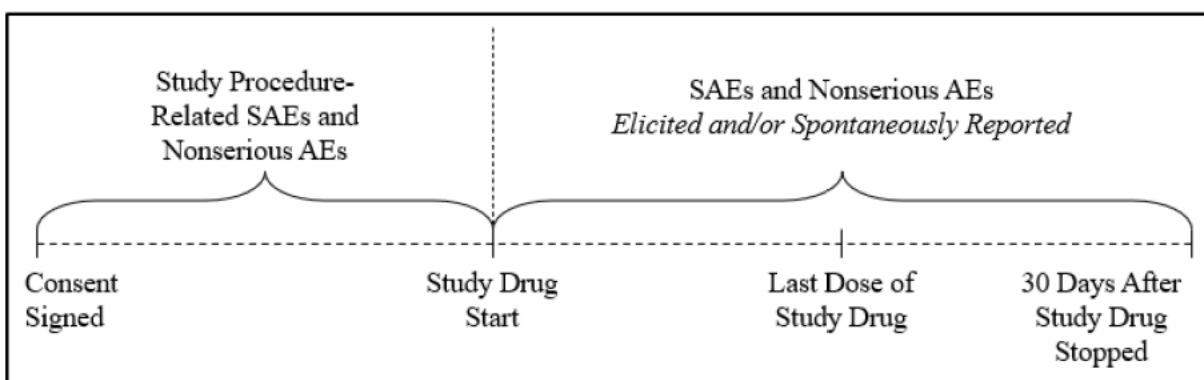 Study Procedure-
Related SAEs and
Nonserious AEs
SAEs and Nonserious AEs
Elicited and/or Spontaneously Reported
Consent
Signed
Study Drug
Start
Last Dose of
Study Drug
30 Days After
Study Drug
Stopped